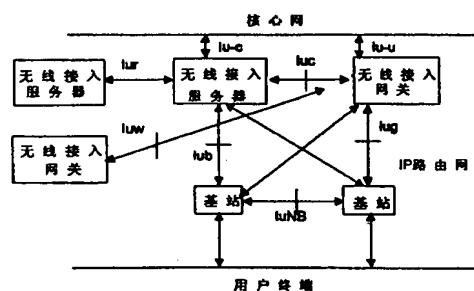 核心网
Iu-c
Iu-u
Iur
Iuc
无线接入
服务器
无线接入
服务器
无线接入
网关
Iuw
无线接入
网关
Iub
Iug
IP路由网
基站
IuNB
基站
用户终端